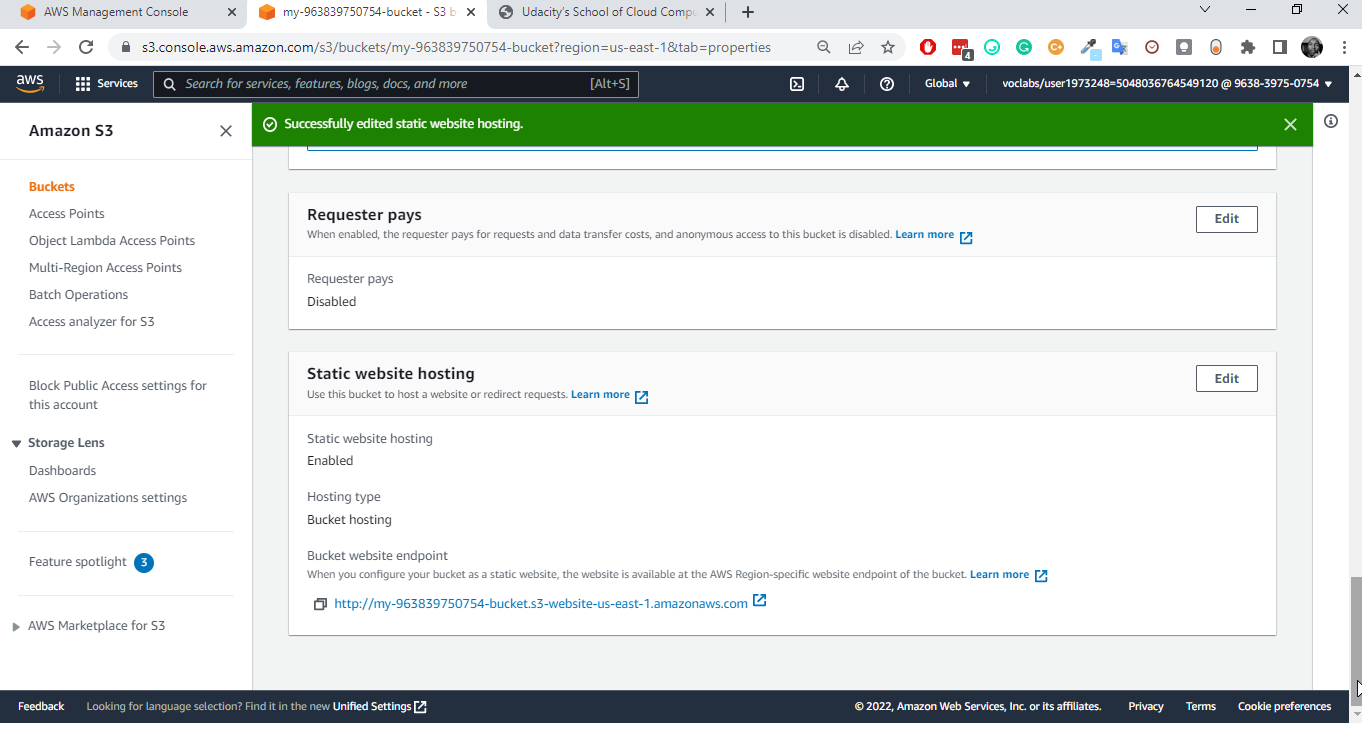 AWS Management Console
my-963839750754-bucket - S3 b
Udacity's School of Cloud Compu
s3.console.aws.amazon.com/s3/buckets/my-963839750754-bucket?region=us-east-1&tab=properties
4
aws
Services
Search for services, features, blogs, docs, and more
[Alt+S]
Global
voclabs/user1973248=5048036764549120 @ 9638-3975-0754
Amazon S3
Successfully edited static website hosting.
Buckets
Access Points
Object Lambda Access Points
Multi-Region Access Points
Batch Operations
Access analyzer for S3
Block Public Access settings for
this account
Storage Lens
Dashboards
AWS Organizations settings
Feature spotlight 3
AWS Marketplace for S3
Requester pays
Edit
When enabled, the requester pays for requests and data transfer costs, and anonymous access to this bucket is disabled. Learn more
Requester pays
Disabled
Static website hosting
Edit
Use this bucket to host a website or redirect requests. Learn more
Static website hosting
Enabled
Hosting type
Bucket hosting
Bucket website endpoint
When you configure your bucket as a static website, the website is available at the AWS Region-specific website endpoint of the bucket. Learn more
http://my-963839750754-bucket.s3-website-us-east-1.amazonaws.com
Feedback
Looking for language selection? Find it in the new Unified Settings
© 2022, Amazon Web Services, Inc. or its affiliates.
Privacy
Terms
Cookie preferences